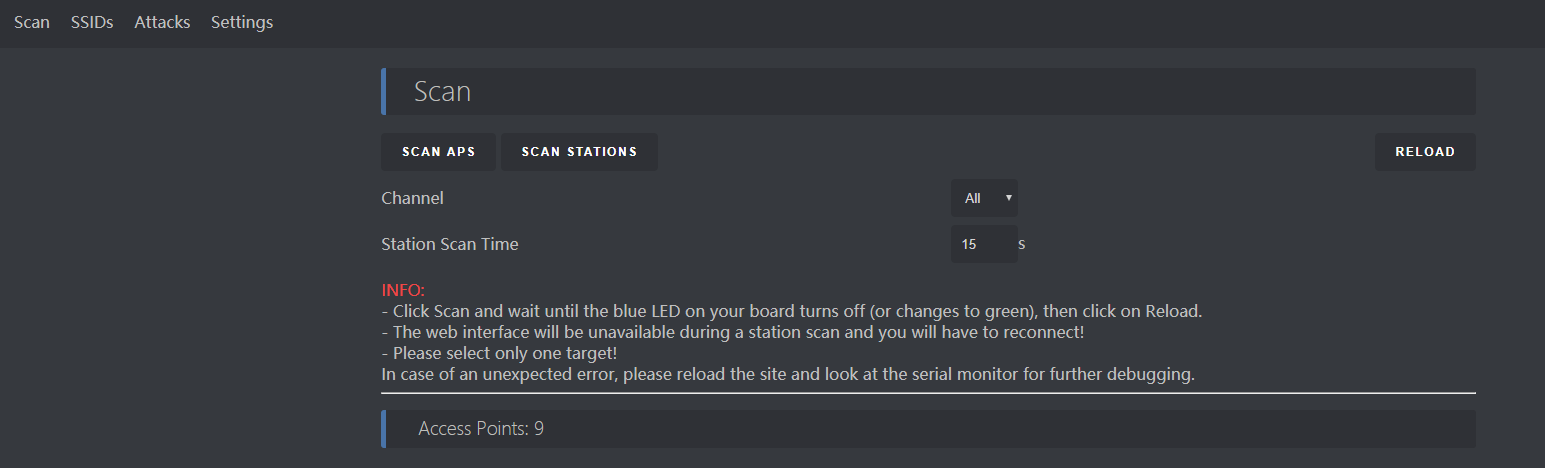 Scan SSIDs Attacks Settings
Scan
SCAN APS SCAN STATIONS RELOAD
Channel All
Station Scan Time 15 s
INFO:
- Click Scan and wait until the blue LED on your board turns off (or changes to green), then click on Reload.
- The web interface will be unavailable during a station scan and you will have to reconnect!
- Please select only one target!
In case of an unexpected error, please reload the site and look at the serial monitor for further debugging.
Access Points: 9